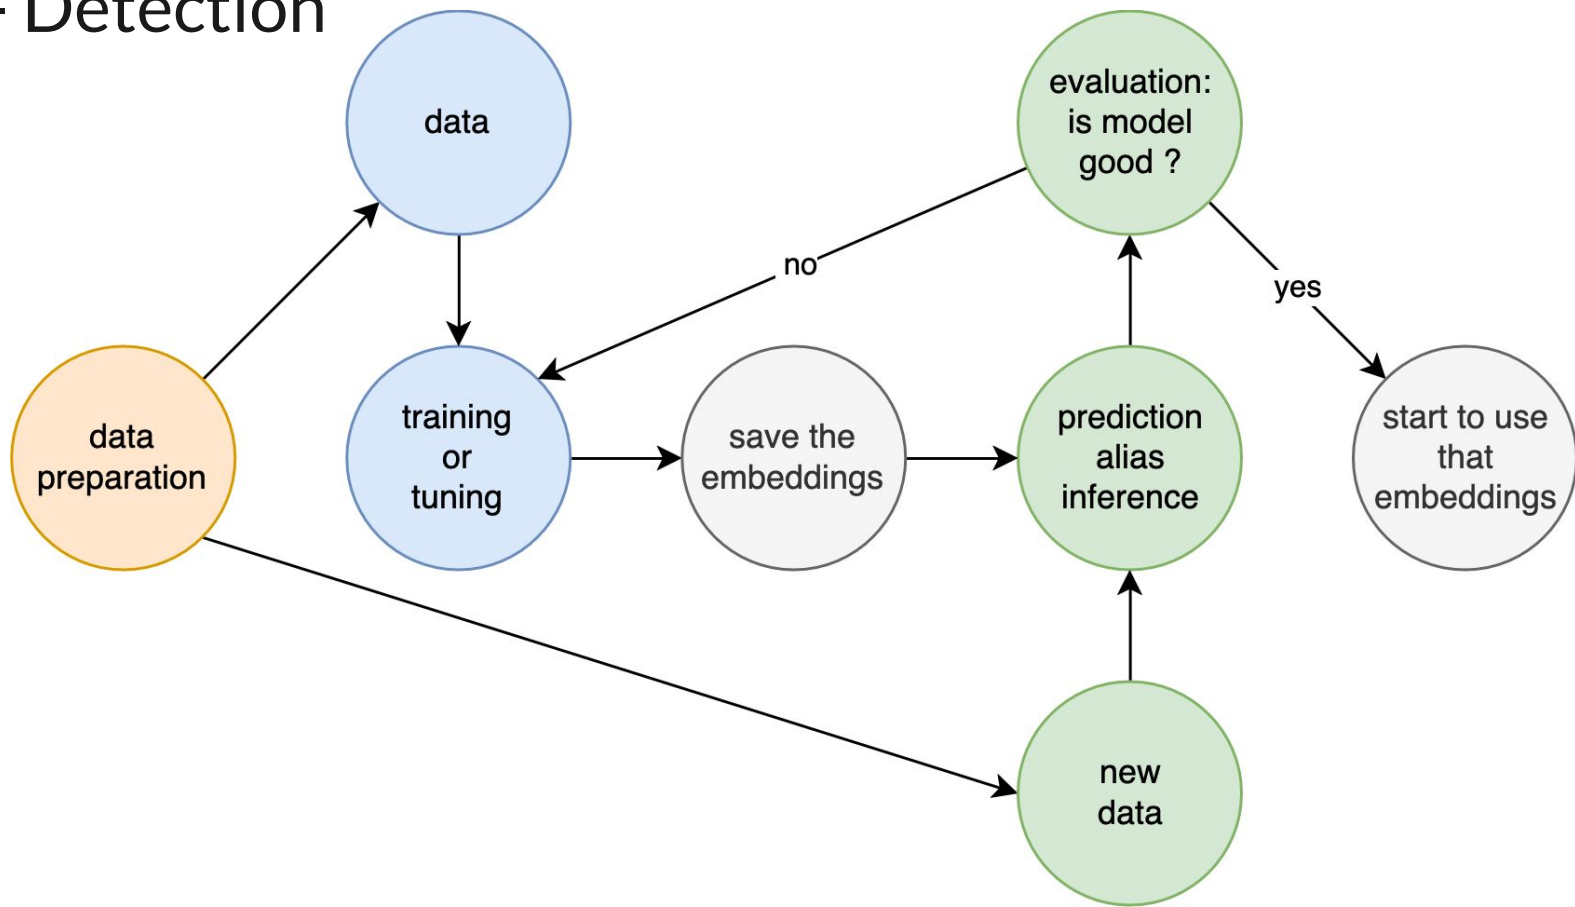 - Detection
data
evaluation:
is model
good ?
no
yes
data
preparation
training
or
tuning
save the
embeddings
prediction
alias
inference
start to use
that
embeddings
new
data